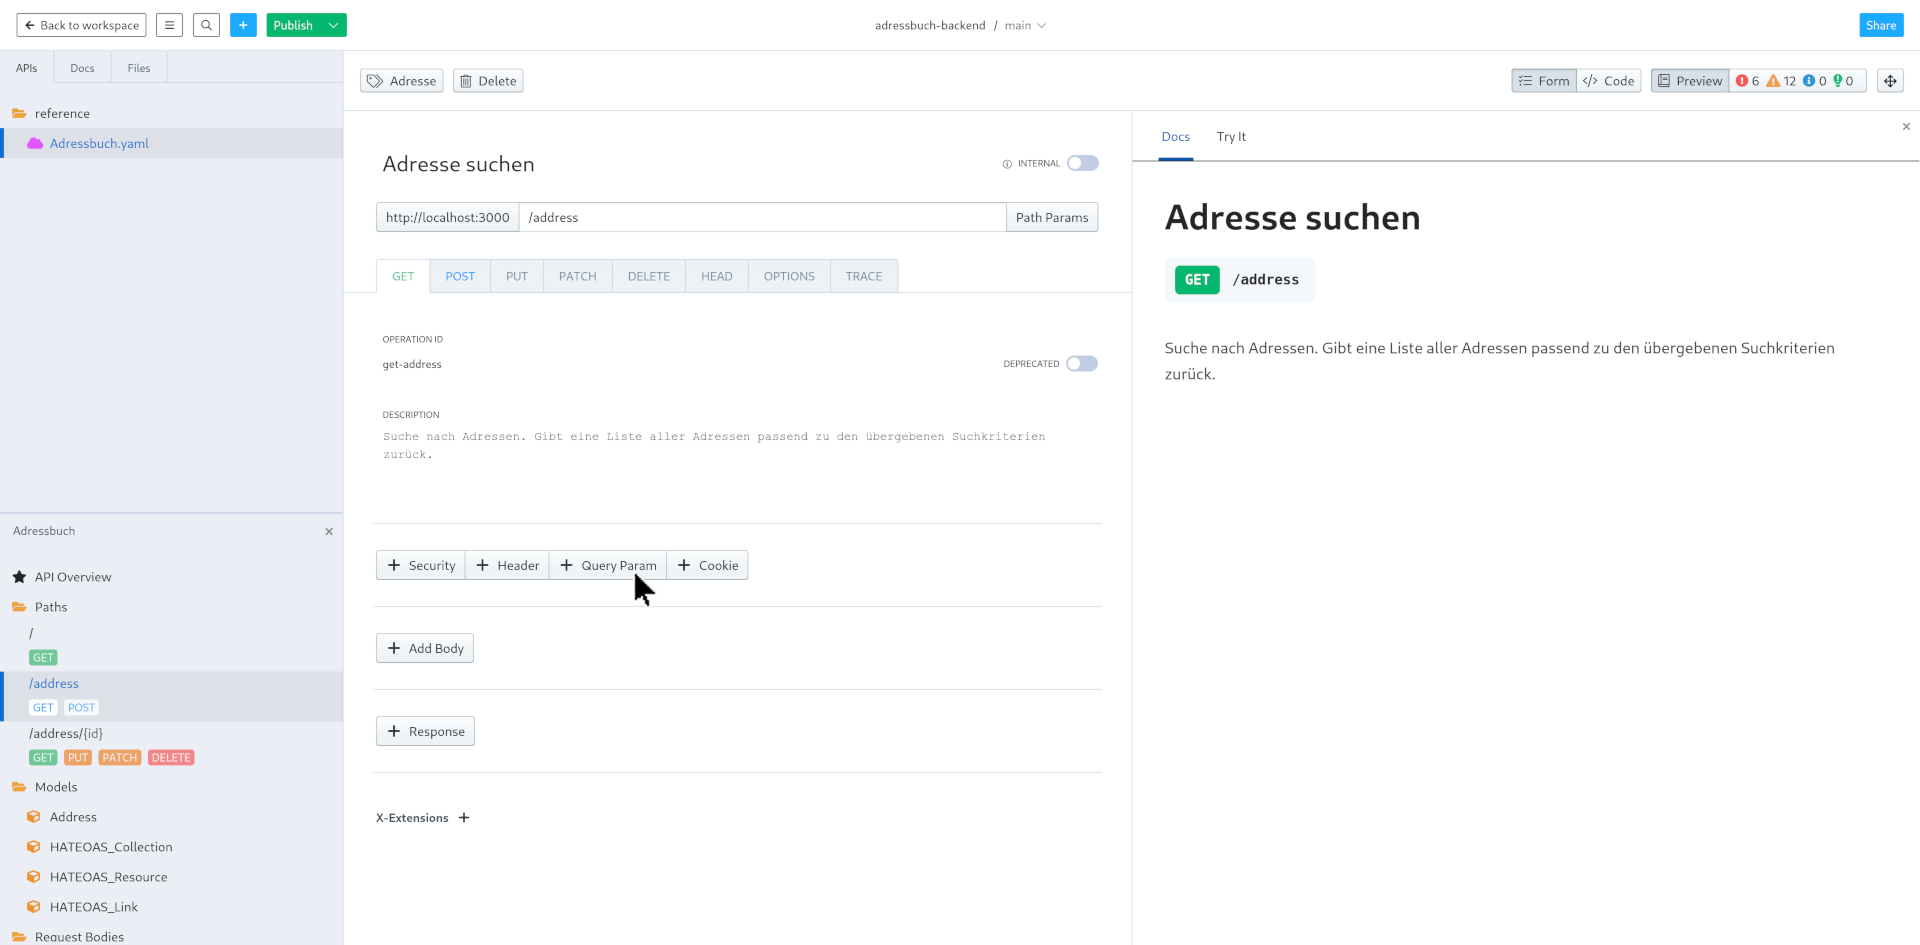 Back to workspace
Publish
adressbuch-backend / main
Share
APIs
Docs
Files
reference
Adressbuch.yaml
Adresse
Delete
Form
</> Code
Preview
6
12
0
0
Adresse suchen
INTERNAL
http://localhost:3000
/address
Path Params
GET
POST
PUT
PATCH
DELETE
HEAD
OPTIONS
TRACE
OPERATION ID
get-address
DEPRECATED
DESCRIPTION
Suche nach Adressen. Gibt eine Liste aller Adressen passend zu den übergebenen Suchkriterien
zurück.
+ Security
+ Header
+ Query Param
+ Cookie
+ Add Body
+ Response
X-Extensions +
Docs
Try It
Adresse suchen
GET /address
Suche nach Adressen. Gibt eine Liste aller Adressen passend zu den übergebenen Suchkriterien
zurück.
Adressbuch
API Overview
Paths
/
GET
/address
GET POST
/address/{id}
GET PUT PATCH DELETE
Models
Address
HATEOAS_Collection
HATEOAS_Resource
HATEOAS_Link
Request Bodies